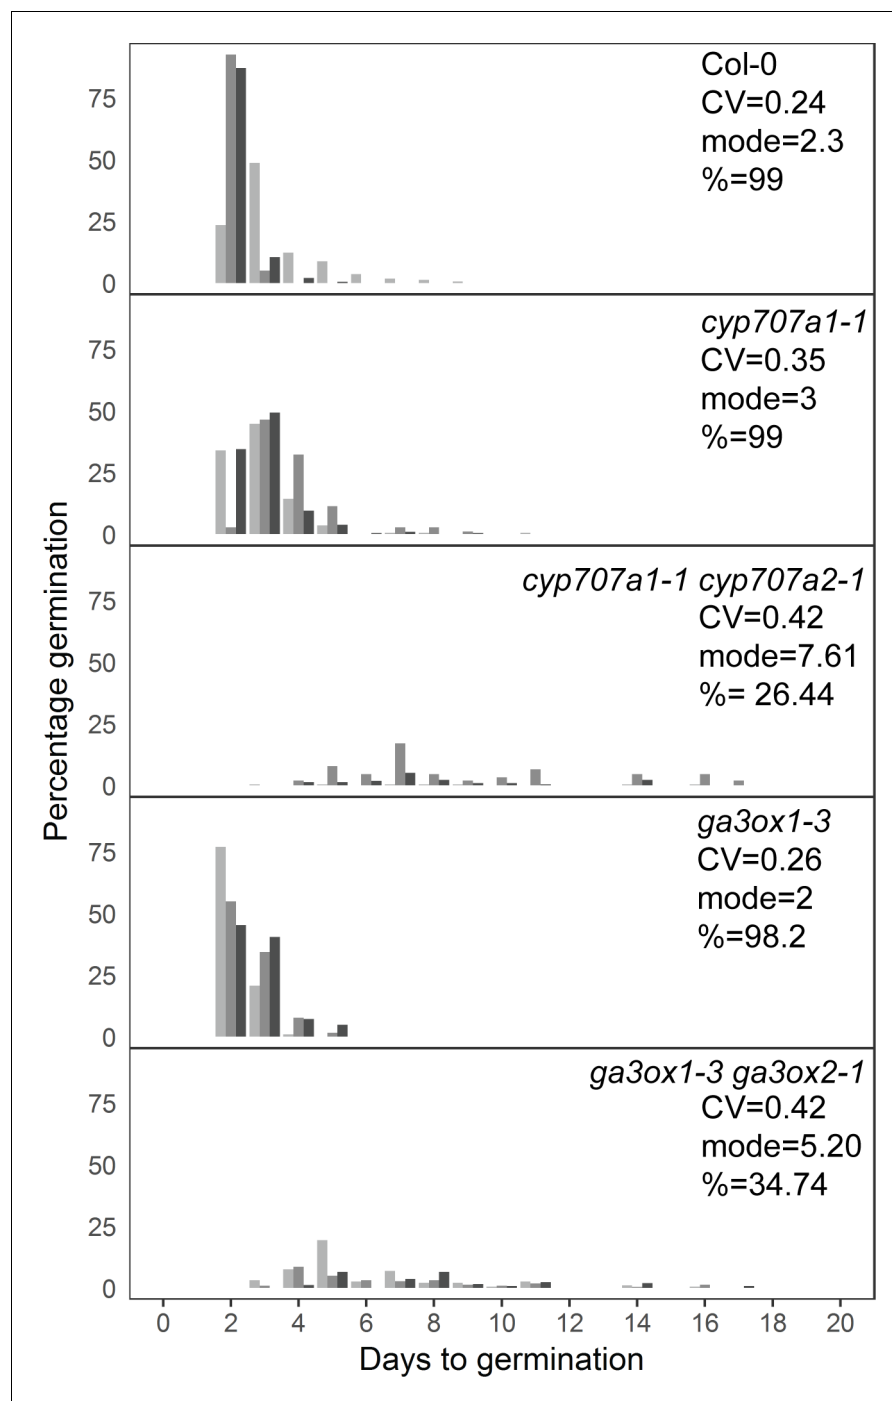 Col-0
CV=0.24
mode=2.3
%=99
75
50
25
0
cyp707a1-1
CV=0.35
mode=3
%=99
75
50
25
0
cyp707a1-1 cyp707a2-1
CV=0.42
mode=7.61
%= 26.44
75
50
25
0
ga3ox1-3
CV=0.26
mode=2
%=98.2
75
50
25
0
ga3ox1-3 ga3ox2-1
CV=0.42
mode=5.20
%=34.74
75
50
25
0
Percentage germination
0 2 4 6 8 10 12 14 16 18 20
Days to germination